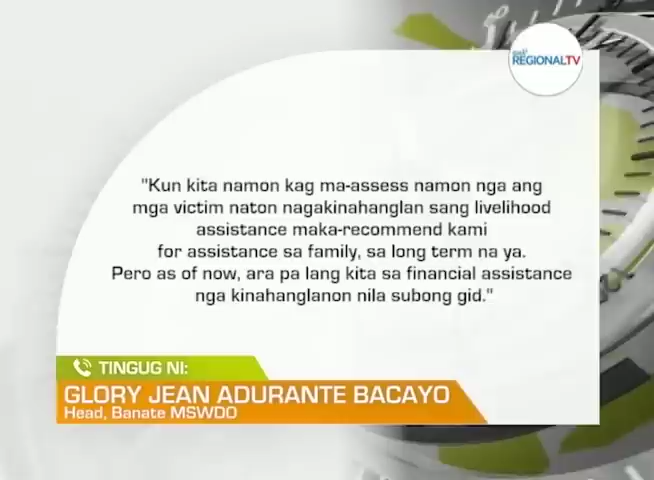 GMA
REGIONALTV
"Kun kita namon kag ma-assess namon nga ang
mga victim naton nagakinahanglan sang livelihood
assistance maka-recommend kami
for assistance sa family, sa long term na ya.
Pero as of now, ara pa lang kita sa financial assistance
nga kinahanglanon nila subong gid."
TINGUG NI:
GLORY JEAN ADURANTE BACAYO
Head, Banate MSWDO